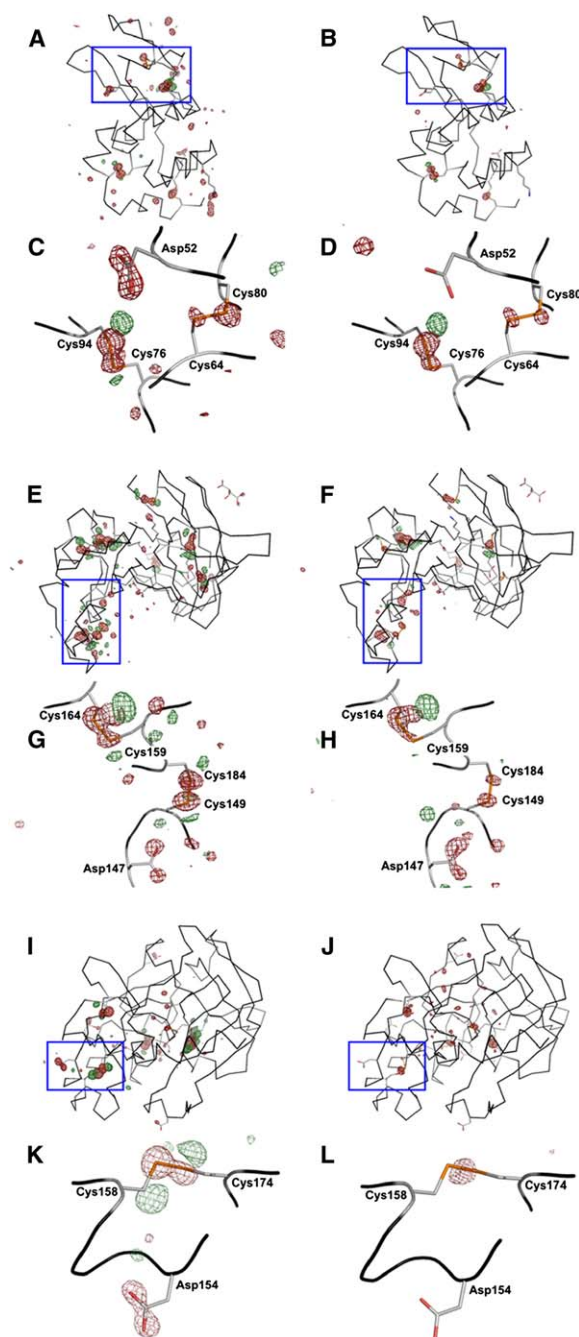 A B
C Asp52 D Asp52
Cys80 Cys80
Cys94 Cys76 Cys64 Cys94 Cys76 Cys64
E F
Cys164 Cys164
G Cys159 Cys159 H
Cys184 Cys184
Cys149 Cys149
Asp147 Asp147
I J
K L
Cys158 Cys174 Cys158 Cys174
Asp154 Asp154